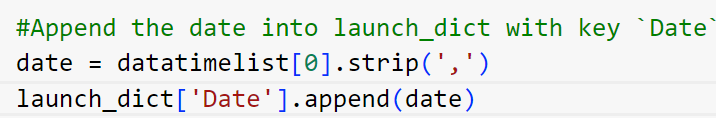 #Append the date into launch_dict with key `Date`
date = datatimelist[0].strip(',')
launch_dict['Date'].append(date)